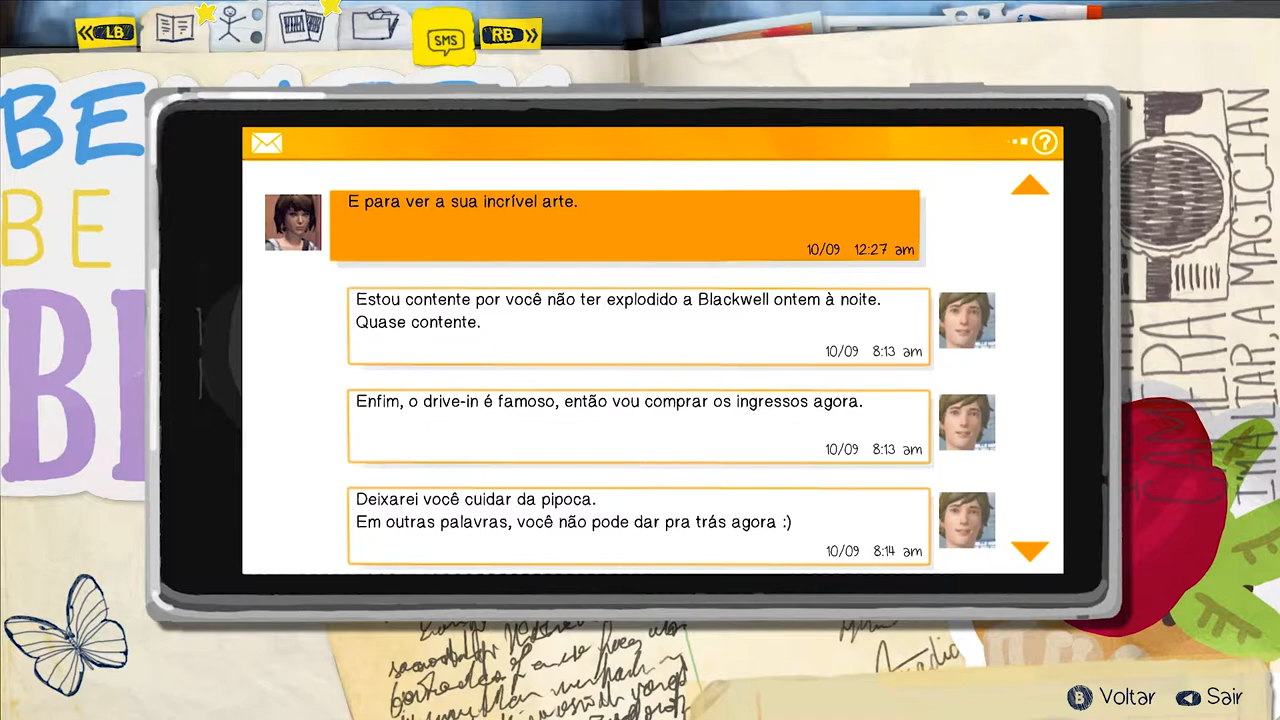 LB
SMS
RB
BE
BE
E para ver a sua incrível arte.
10/09 12:27 am
Estou contente por você não ter explodido a Blackwell ontem à noite.
Quase contente.
10/09 8:13 am
Enfim, o drive-in é famoso, então vou comprar os ingressos agora.
10/09 8:13 am
Deixarei você cuidar da pipoca.
Em outras palavras, você não pode dar pra trás agora :)
10/09 8:14 am
B Voltar
Sair